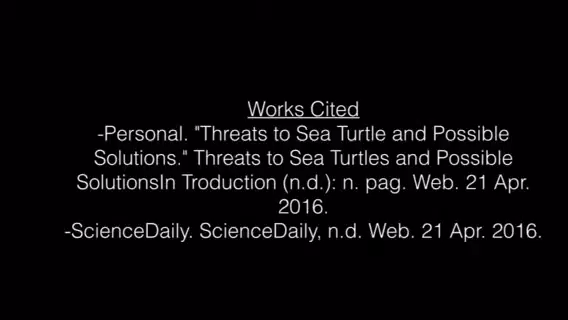 Works Cited
-Personal. "Threats to Sea Turtle and Possible
Solutions." Threats to Sea Turtles and Possible
SolutionsIn Troduction (n.d.): n. pag. Web. 21 Apr.
2016.
-ScienceDaily. ScienceDaily, n.d. Web. 21 Apr. 2016.